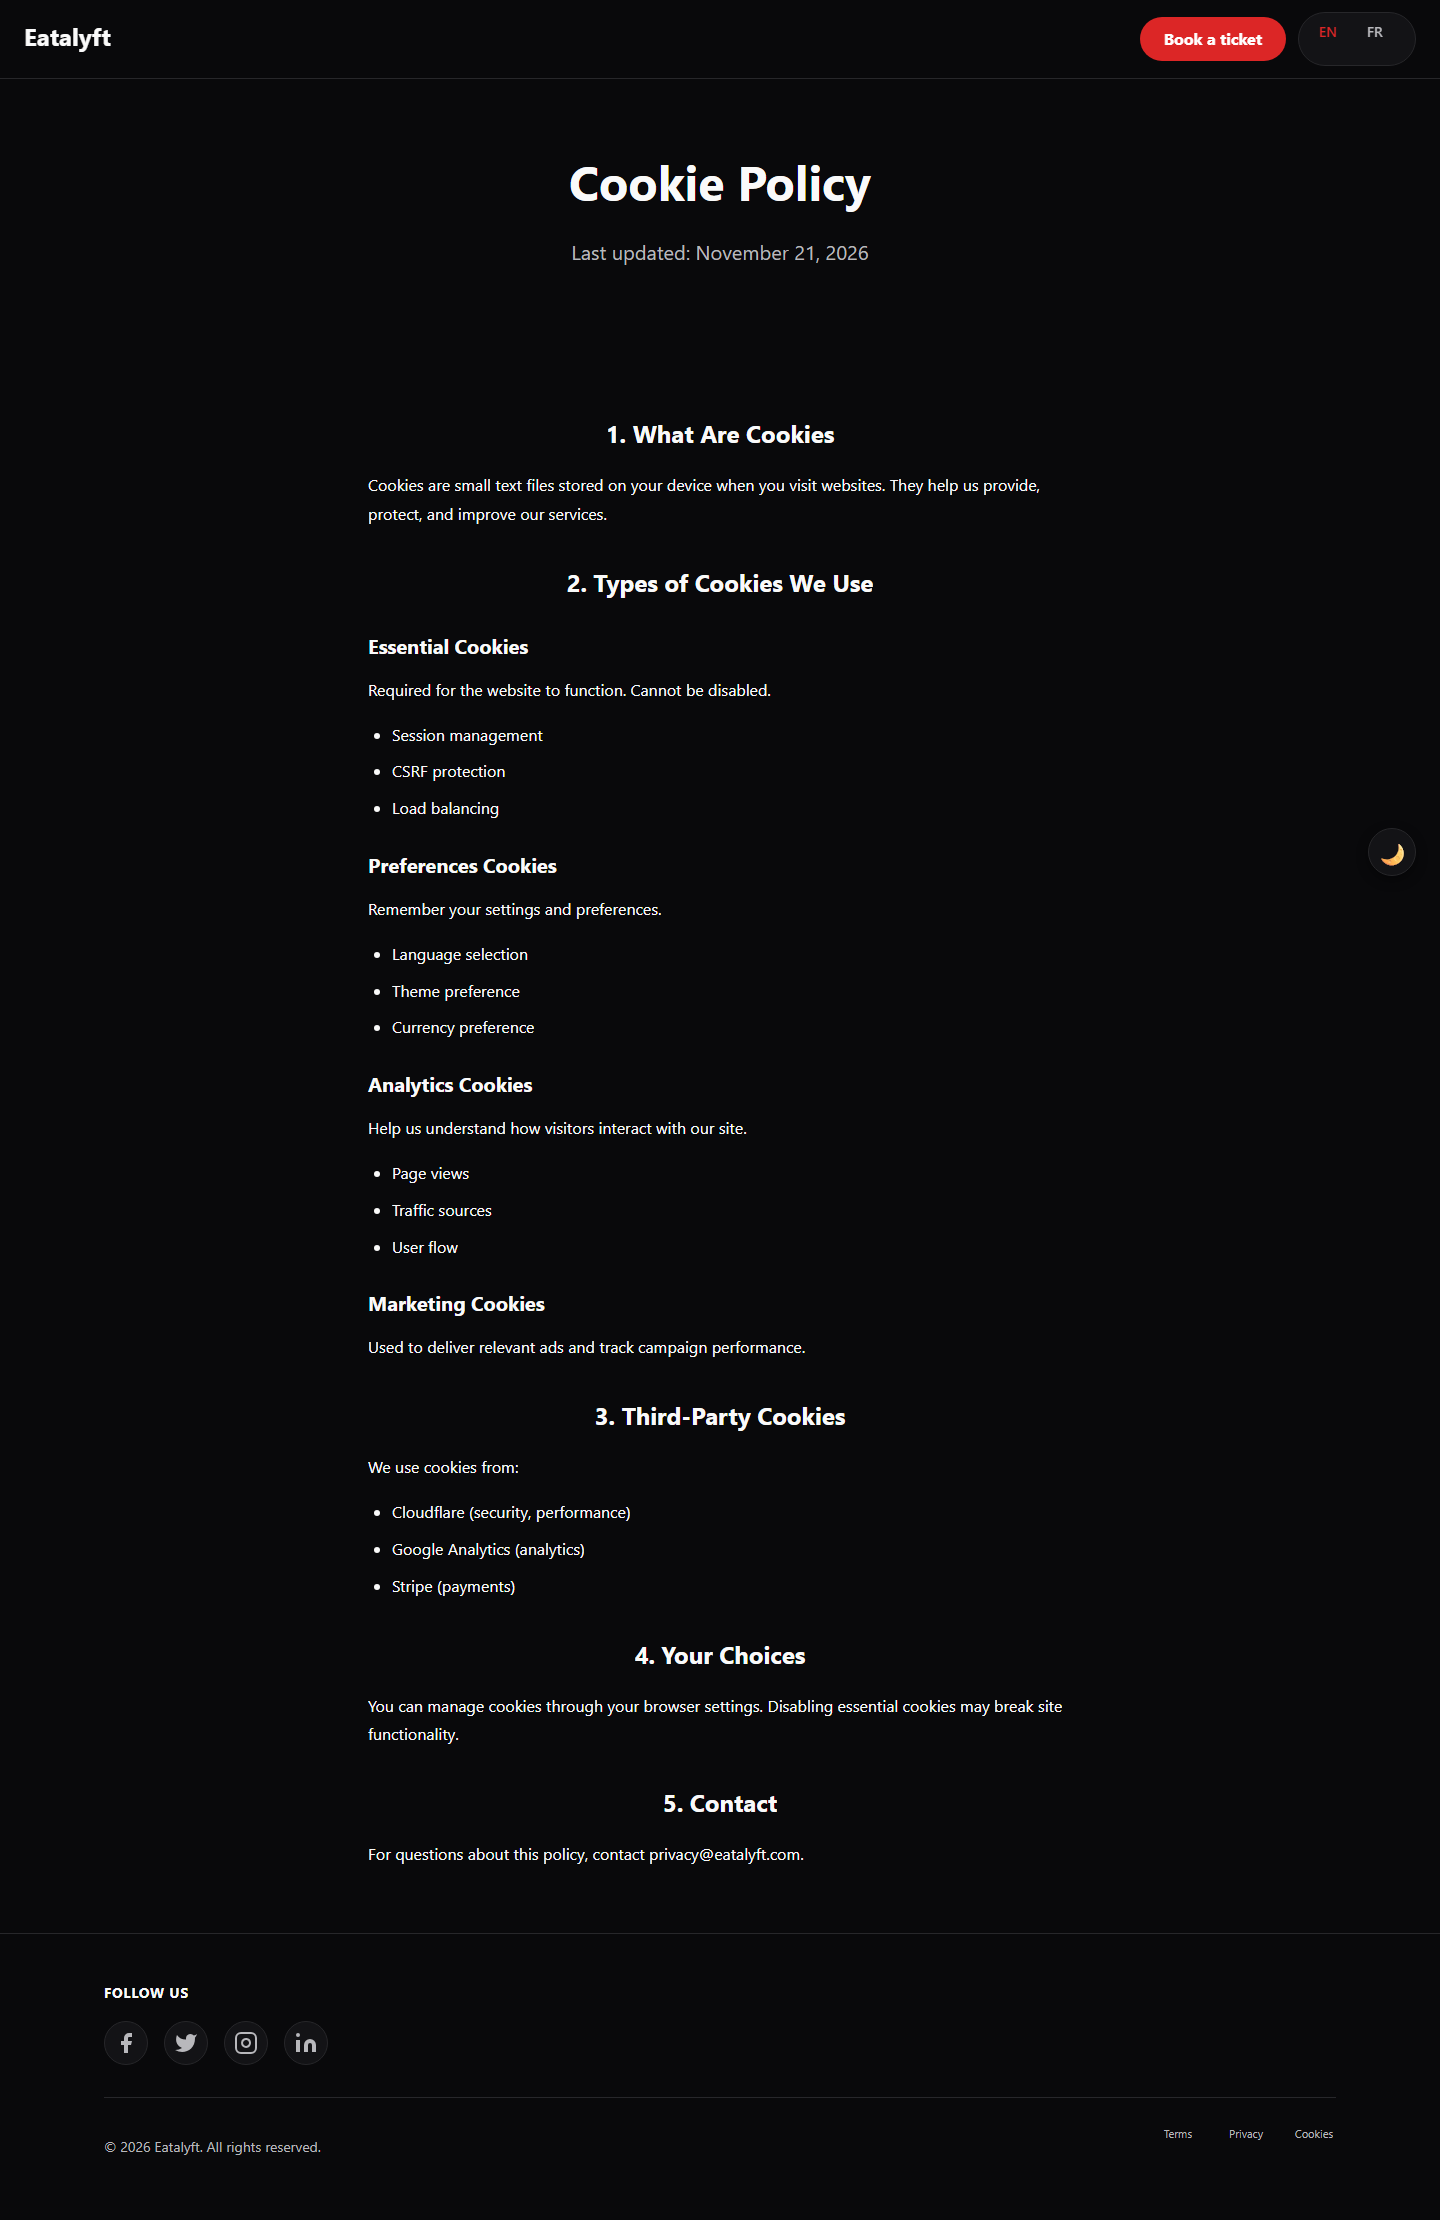 Eatalyft
Book a ticket
EN FR
Cookie Policy
Last updated: November 21, 2026
1. What Are Cookies
Cookies are small text files stored on your device when you visit websites. They help us provide,
protect, and improve our services.
2. Types of Cookies We Use
Essential Cookies
Required for the website to function. Cannot be disabled.
• Session management
• CSRF protection
• Load balancing
Preferences Cookies
Remember your settings and preferences.
• Language selection
• Theme preference
• Currency preference
Analytics Cookies
Help us understand how visitors interact with our site.
• Page views
• Traffic sources
• User flow
Marketing Cookies
Used to deliver relevant ads and track campaign performance.
3. Third-Party Cookies
We use cookies from:
• Cloudflare (security, performance)
• Google Analytics (analytics)
• Stripe (payments)
4. Your Choices
You can manage cookies through your browser settings. Disabling essential cookies may break site
functionality.
5. Contact
For questions about this policy, contact privacy@eatalyft.com.
FOLLOW US
© 2026 Eatalyft. All rights reserved.
Terms Privacy Cookies